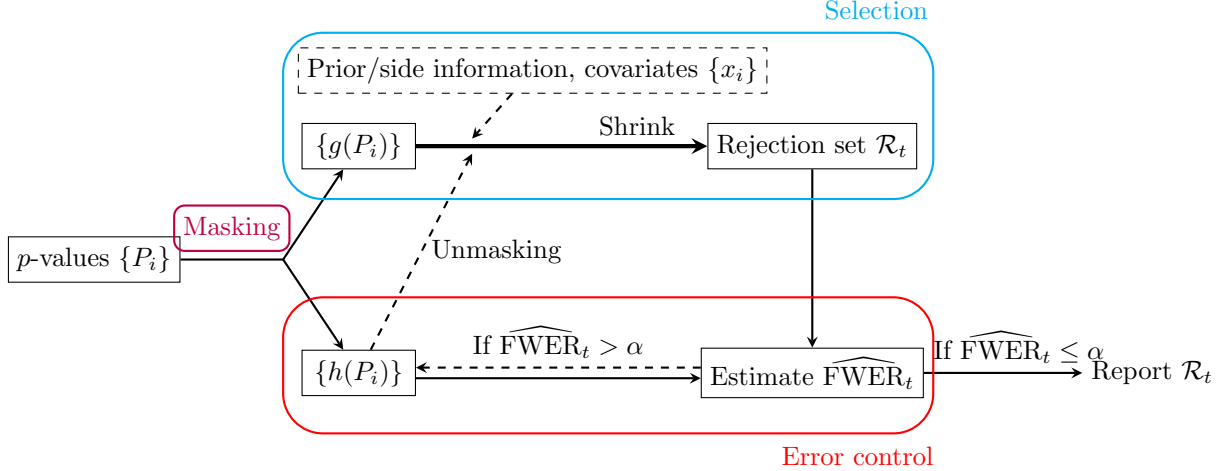 Selection
Prior/side information, covariates {x_i}
Shrink
{g(P_i)}
Rejection set ℛ_t
Masking
p-values {P_i}
Unmasking
If \widehat{FWER}_t > α
If \widehat{FWER}_t ≤ α
{h(P_i)}
Estimate \widehat{FWER}_t
Report ℛ_t
Error control